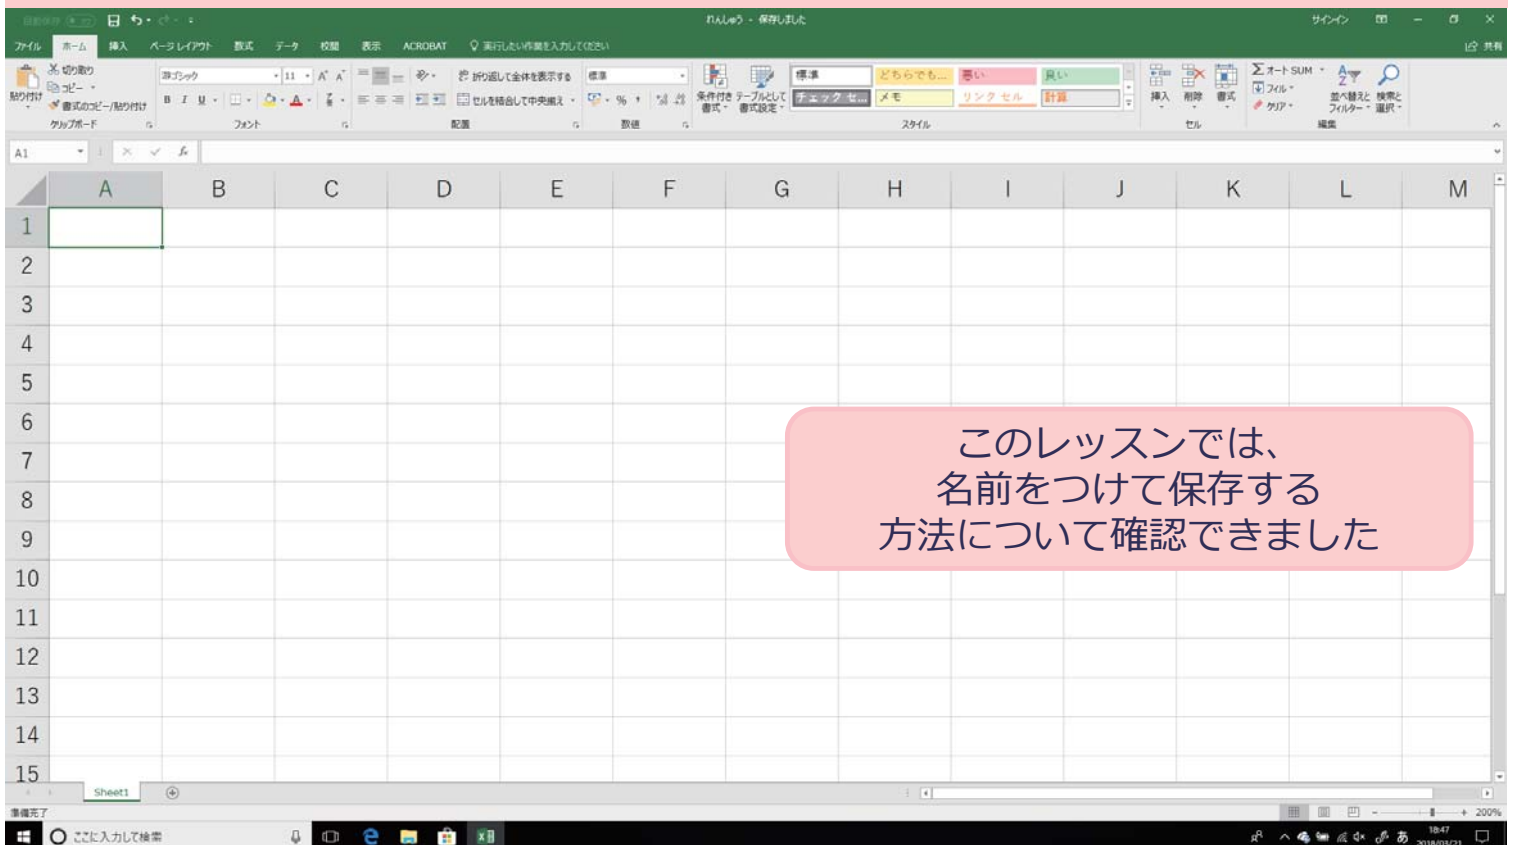 れんしゅう - 保存しました
サインイン
ファイル ホーム 挿入 ページレイアウト 数式 データ 校閲 表示 ACROBAT 実行したい作業を入力してください 共有
貼り付け
切り取り
コピー
書式のコピー/貼り付け
クリップボード
游ゴシック 11
B I U
フォント
折り返して全体を表示する
セルを結合して中央揃え
配置
標準
%
数値
条件付き書式
テーブルとして書式設定
標準 どちらでも... 悪い 良い
チェック セ... メモ リンク セル 計算
スタイル
挿入 削除 書式
セル
オート SUM
フィル
クリア
並べ替えと フィルター
検索と 選択
編集
A1 fx
A B C D E F G H I J K L M
1
2
3
4
5
6
7
8
9
10
11
12
13
14
15
このレッスンでは、
名前をつけて保存する
方法について確認できました
Sheet1
準備完了 200%
ここに入力して検索
あ 18:47
2018/03/21